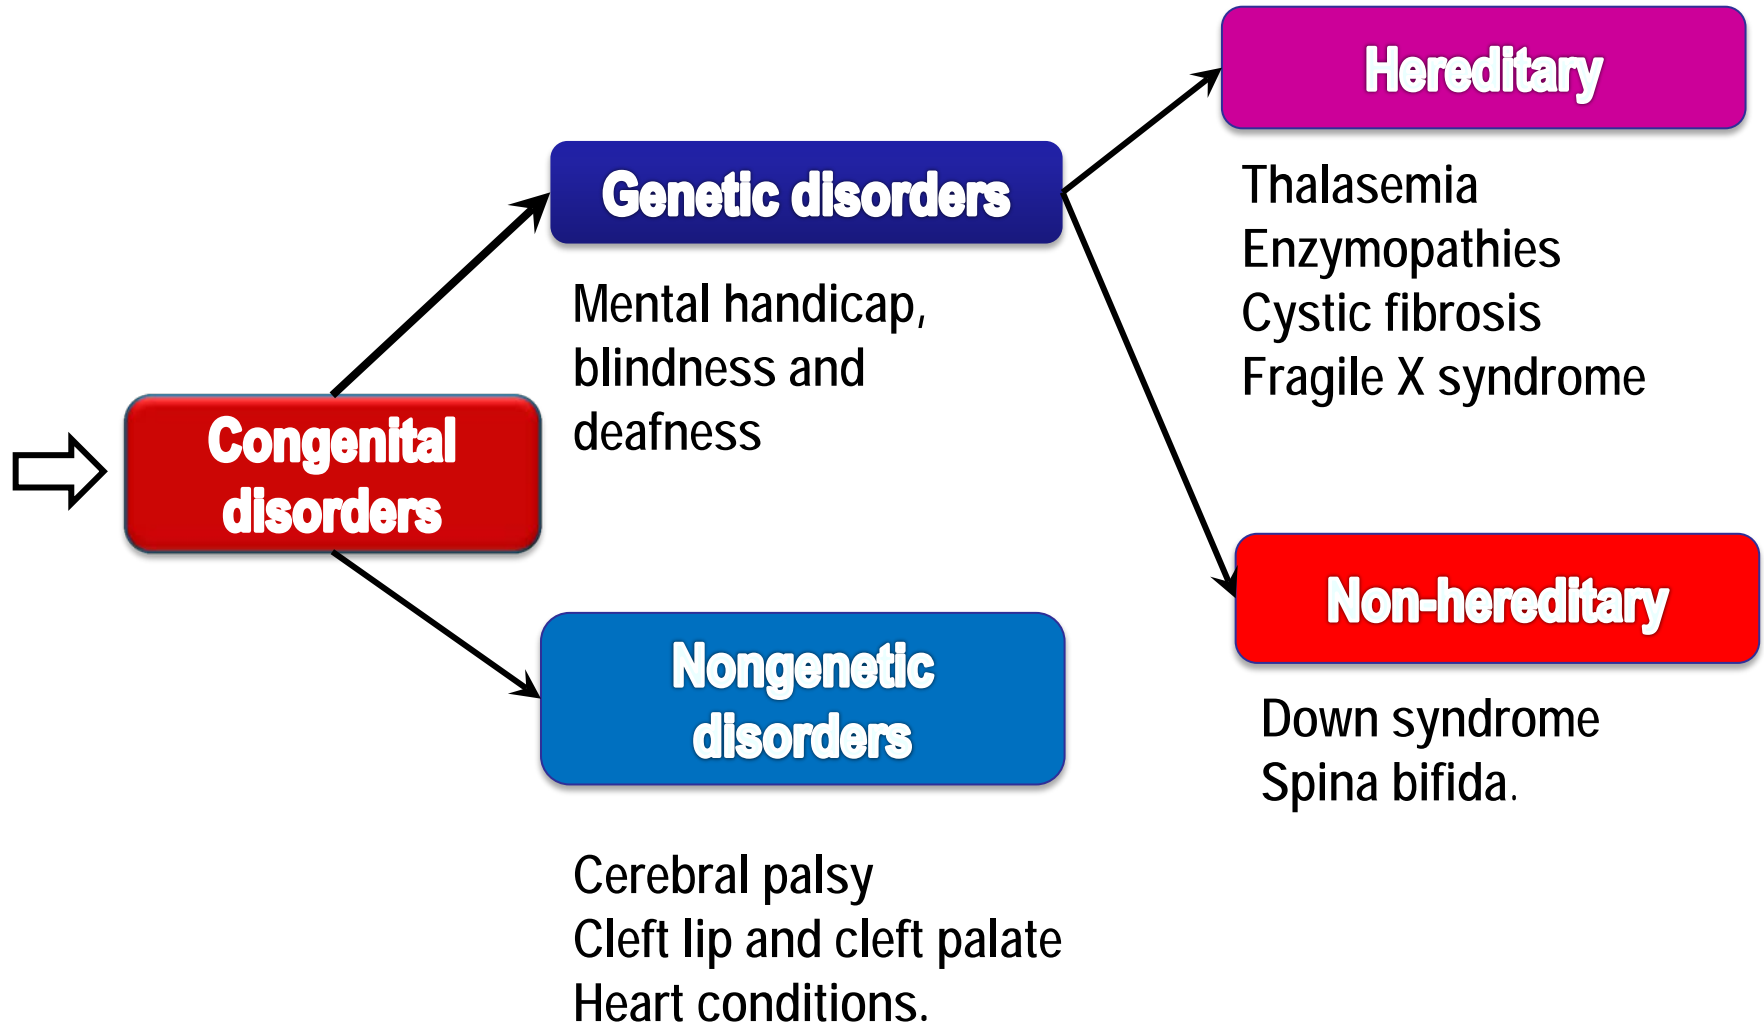 Congenital
disorders
Genetic disorders
Mental handicap,
blindness and
deafness
Nongenetic
disorders
Cerebral palsy
Cleft lip and cleft palate
Heart conditions.
Hereditary
Thalasemia
Enzymopathies
Cystic fibrosis
Fragile X syndrome
Non-hereditary
Down syndrome
Spina bifida.